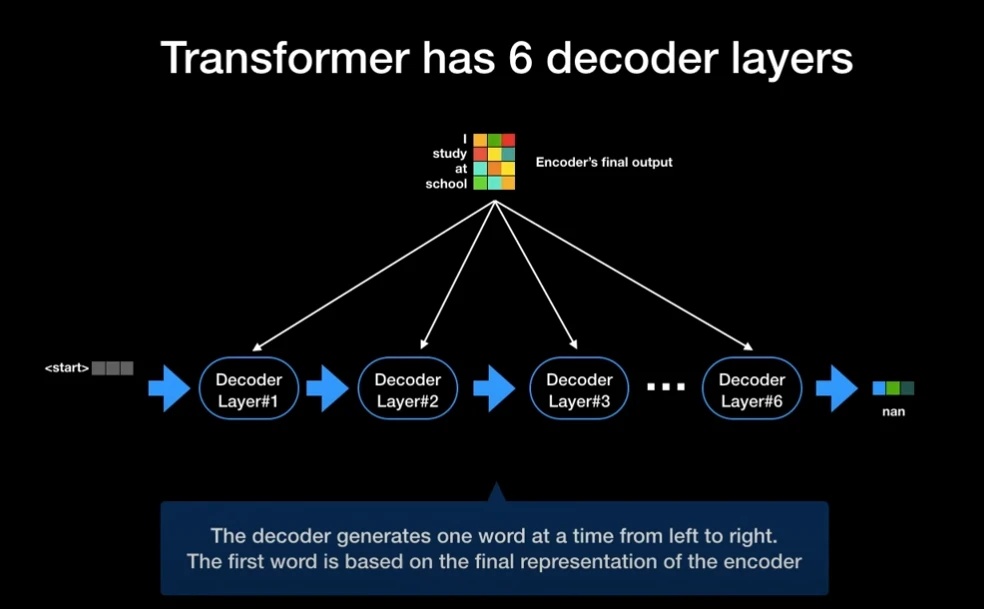 Transformer has 6 decoder layers
I
study
at
school
Encoder's final output
<start>
Decoder
Layer#1
Decoder
Layer#2
Decoder
Layer#3
...
Decoder
Layer#6
nan
The decoder generates one word at a time from left to right.
The first word is based on the final representation of the encoder